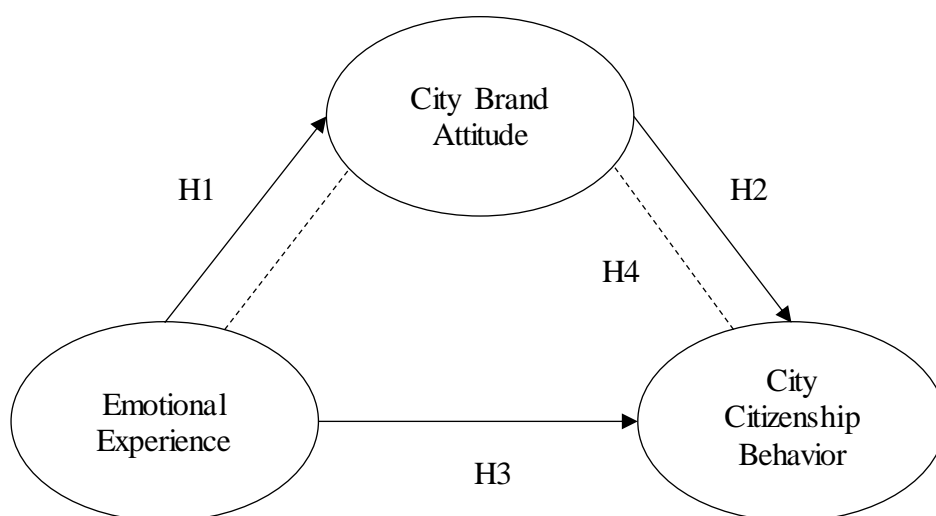 City Brand
Attitude
H1
H2
H4
Emotional
Experience
City
Citizenship
Behavior
H3